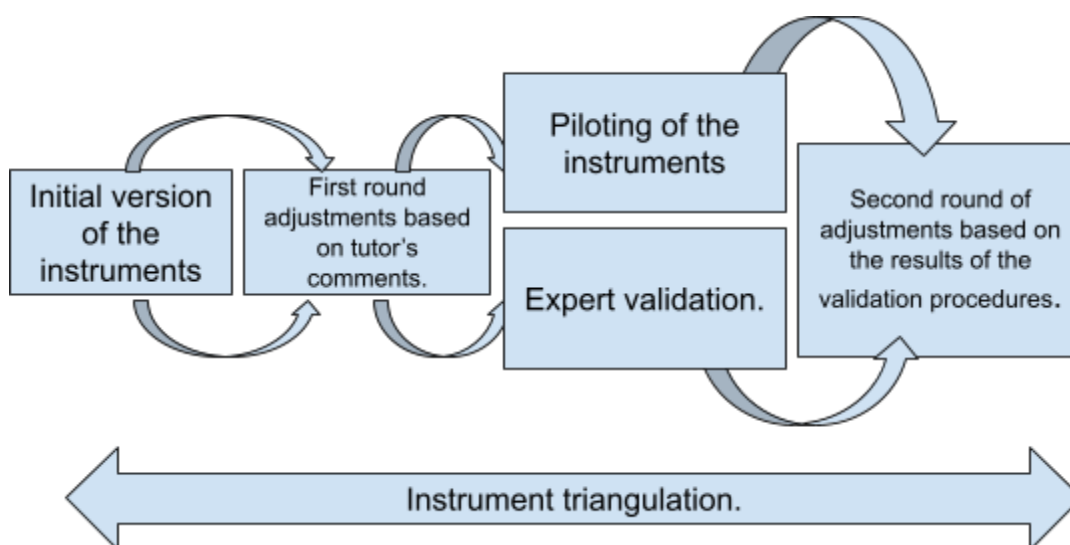 Initial version
of the
instruments
First round
adjustments based
on tutor's
comments.
Piloting of the
instruments
Expert validation.
Second round of
adjustments based on
the results of the
validation procedures.
Instrument triangulation.